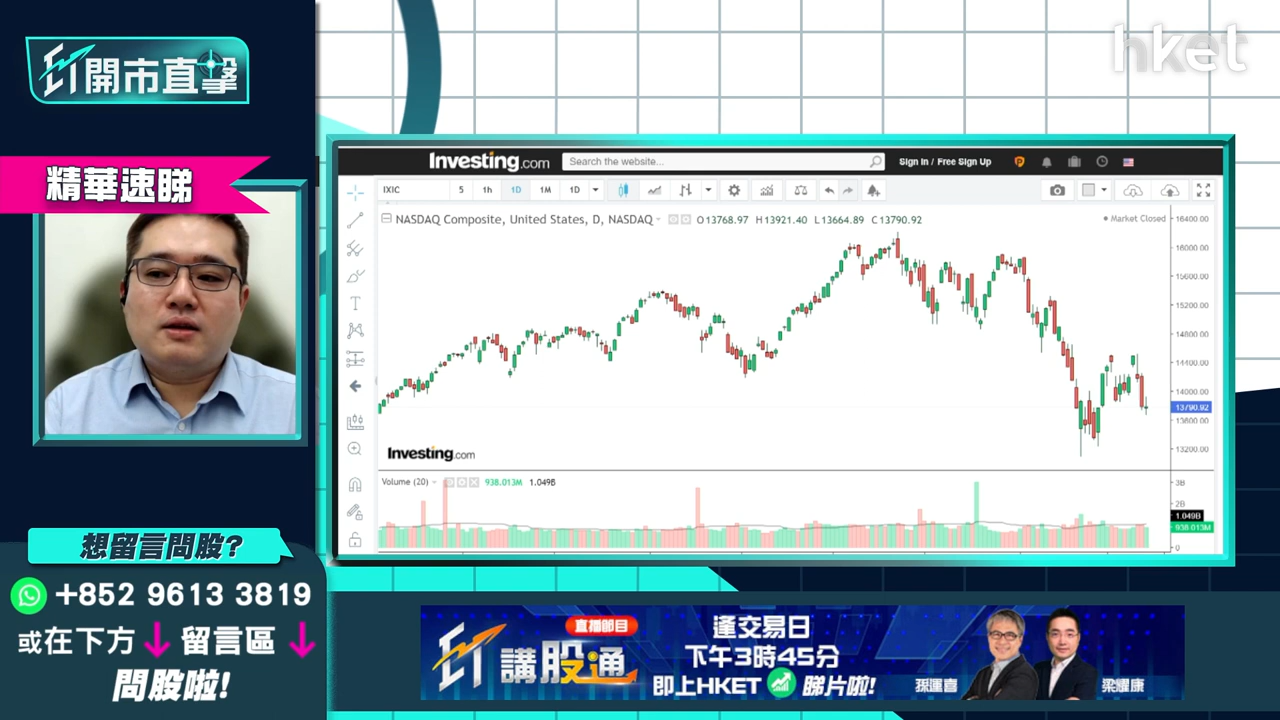 ET開市直擊
hket
精華速睇
Investing.com
Search the website...
Sign In / Free Sign Up
IXIC
5
1h
1D
1M
1D
NASDAQ Composite, United States, D, NASDAQ
O13768.97 H13921.40 L13664.89 C13790.92
Market Closed
16400.00
16000.00
15600.00
15200.00
14800.00
14400.00
14000.00
13790.92
13600.00
13200.00
Investing.com
Volume (20)
938.013M
1.049B
3B
2B
1.049B
938.013M
0
想留言問股?
+852 9613 3819
或在下方↓留言區↓
問股啦!
直播節目
ET講股通
逢交易日
下午3時45分
即上HKET睇片啦!
孫運喜
梁耀康